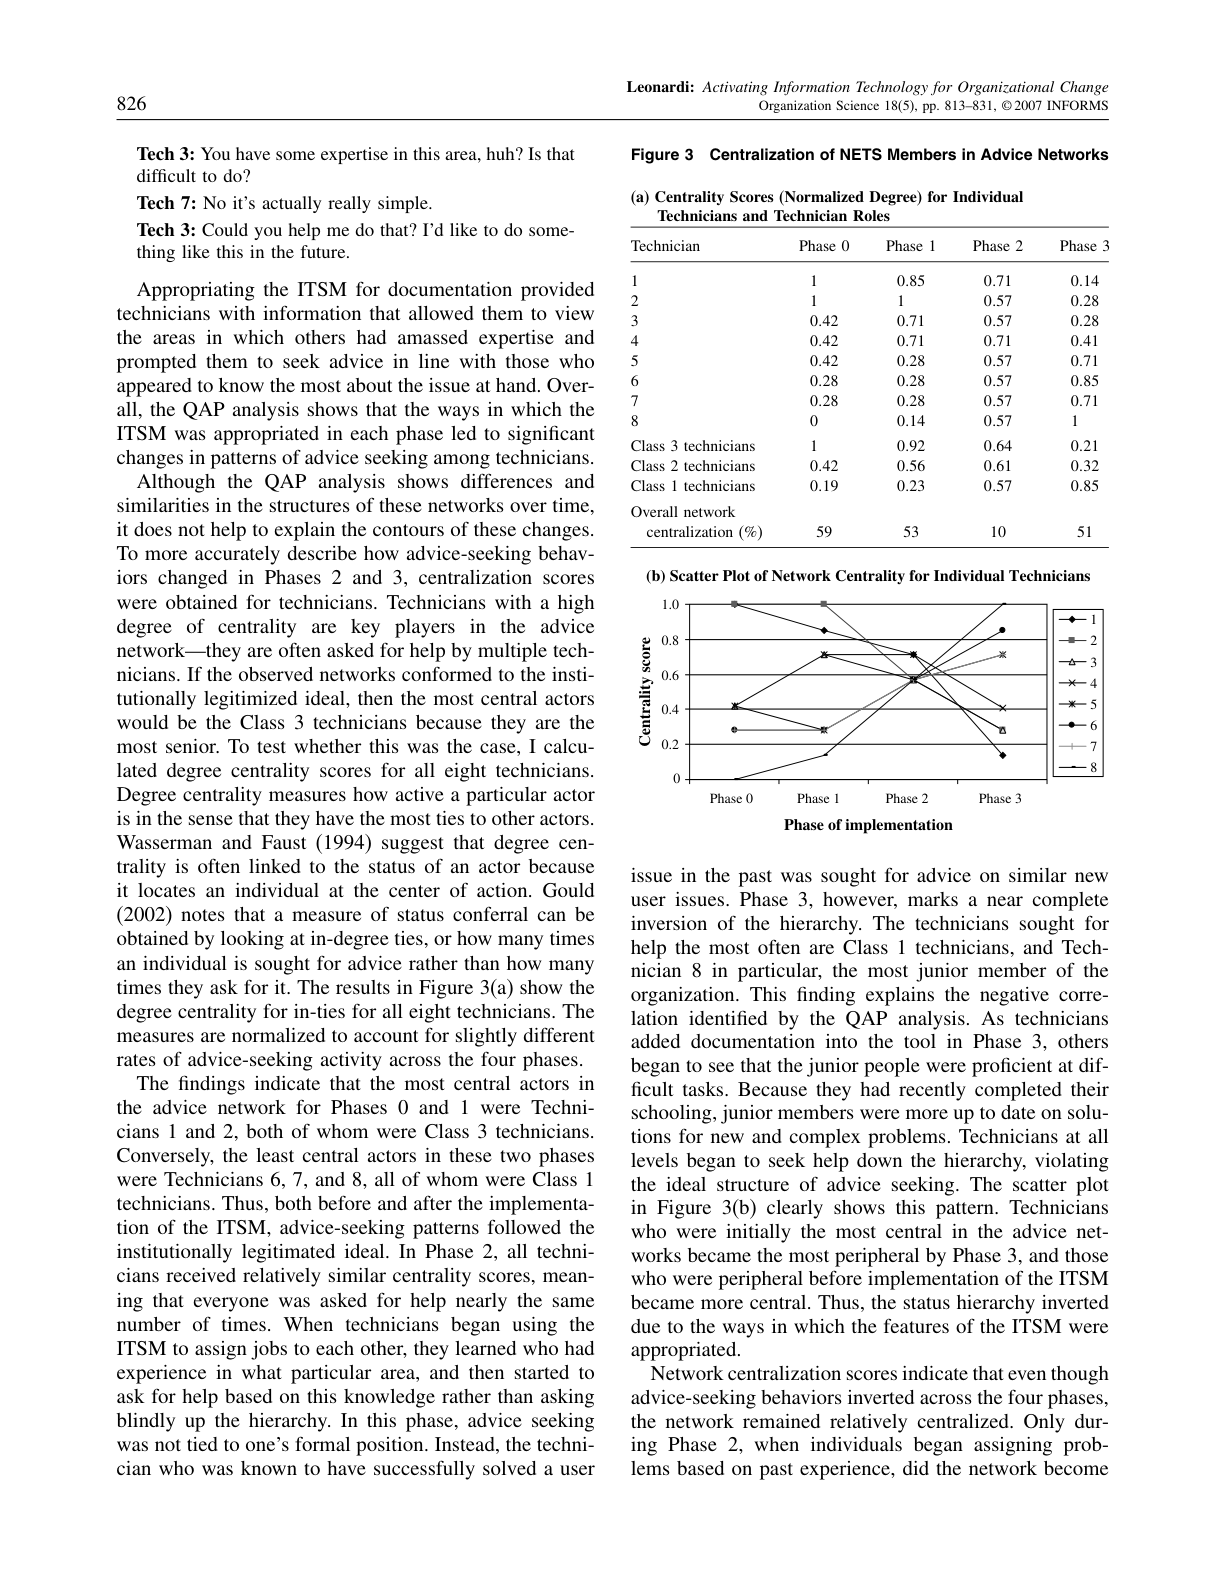 826
Leonardi: Activating Information Technology for Organizational Change
Organization Science 18(5), pp. 813–831, © 2007 INFORMS
Tech 3: You have some expertise in this area, huh? Is that
difficult to do?
Tech 7: No it's actually really simple.
Tech 3: Could you help me do that? I'd like to do some-
thing like this in the future.
Appropriating the ITSM for documentation provided
technicians with information that allowed them to view
the areas in which others had amassed expertise and
prompted them to seek advice in line with those who
appeared to know the most about the issue at hand. Over-
all, the QAP analysis shows that the ways in which the
ITSM was appropriated in each phase led to significant
changes in patterns of advice seeking among technicians.
Although the QAP analysis shows differences and
similarities in the structures of these networks over time,
it does not help to explain the contours of these changes.
To more accurately describe how advice-seeking behav-
iors changed in Phases 2 and 3, centralization scores
were obtained for technicians. Technicians with a high
degree of centrality are key players in the advice
network—they are often asked for help by multiple tech-
nicians. If the observed networks conformed to the insti-
tutionally legitimized ideal, then the most central actors
would be the Class 3 technicians because they are the
most senior. To test whether this was the case, I calcu-
lated degree centrality scores for all eight technicians.
Degree centrality measures how active a particular actor
is in the sense that they have the most ties to other actors.
Wasserman and Faust (1994) suggest that degree cen-
trality is often linked to the status of an actor because
it locates an individual at the center of action. Gould
(2002) notes that a measure of status conferral can be
obtained by looking at in-degree ties, or how many times
an individual is sought for advice rather than how many
times they ask for it. The results in Figure 3(a) show the
degree centrality for in-ties for all eight technicians. The
measures are normalized to account for slightly different
rates of advice-seeking activity across the four phases.
The findings indicate that the most central actors in
the advice network for Phases 0 and 1 were Techni-
cians 1 and 2, both of whom were Class 3 technicians.
Conversely, the least central actors in these two phases
were Technicians 6, 7, and 8, all of whom were Class 1
technicians. Thus, both before and after the implementa-
tion of the ITSM, advice-seeking patterns followed the
institutionally legitimated ideal. In Phase 2, all techni-
cians received relatively similar centrality scores, mean-
ing that everyone was asked for help nearly the same
number of times. When technicians began using the
ITSM to assign jobs to each other, they learned who had
experience in what particular area, and then started to
ask for help based on this knowledge rather than asking
blindly up the hierarchy. In this phase, advice seeking
was not tied to one's formal position. Instead, the techni-
cian who was known to have successfully solved a user
Figure 3 Centralization of NETS Members in Advice Networks
(a) Centrality Scores (Normalized Degree) for Individual
Technicians and Technician Roles
Technician Phase 0 Phase 1 Phase 2 Phase 3
1 1 0.85 0.71 0.14
2 1 1 0.57 0.28
3 0.42 0.71 0.57 0.28
4 0.42 0.71 0.71 0.41
5 0.42 0.28 0.57 0.71
6 0.28 0.28 0.57 0.85
7 0.28 0.28 0.57 0.71
8 0 0.14 0.57 1
Class 3 technicians 1 0.92 0.64 0.21
Class 2 technicians 0.42 0.56 0.61 0.32
Class 1 technicians 0.19 0.23 0.57 0.85
Overall network
centralization (%) 59 53 10 51
(b) Scatter Plot of Network Centrality for Individual Technicians
Centrality score
1.0
0.8
0.6
0.4
0.2
0
Phase 0 Phase 1 Phase 2 Phase 3
Phase of implementation
1
2
3
4
5
6
7
8
issue in the past was sought for advice on similar new
user issues. Phase 3, however, marks a near complete
inversion of the hierarchy. The technicians sought for
help the most often are Class 1 technicians, and Tech-
nician 8 in particular, the most junior member of the
organization. This finding explains the negative corre-
lation identified by the QAP analysis. As technicians
added documentation into the tool in Phase 3, others
began to see that the junior people were proficient at dif-
ficult tasks. Because they had recently completed their
schooling, junior members were more up to date on solu-
tions for new and complex problems. Technicians at all
levels began to seek help down the hierarchy, violating
the ideal structure of advice seeking. The scatter plot
in Figure 3(b) clearly shows this pattern. Technicians
who were initially the most central in the advice net-
works became the most peripheral by Phase 3, and those
who were peripheral before implementation of the ITSM
became more central. Thus, the status hierarchy inverted
due to the ways in which the features of the ITSM were
appropriated.
Network centralization scores indicate that even though
advice-seeking behaviors inverted across the four phases,
the network remained relatively centralized. Only dur-
ing Phase 2, when individuals began assigning prob-
lems based on past experience, did the network become